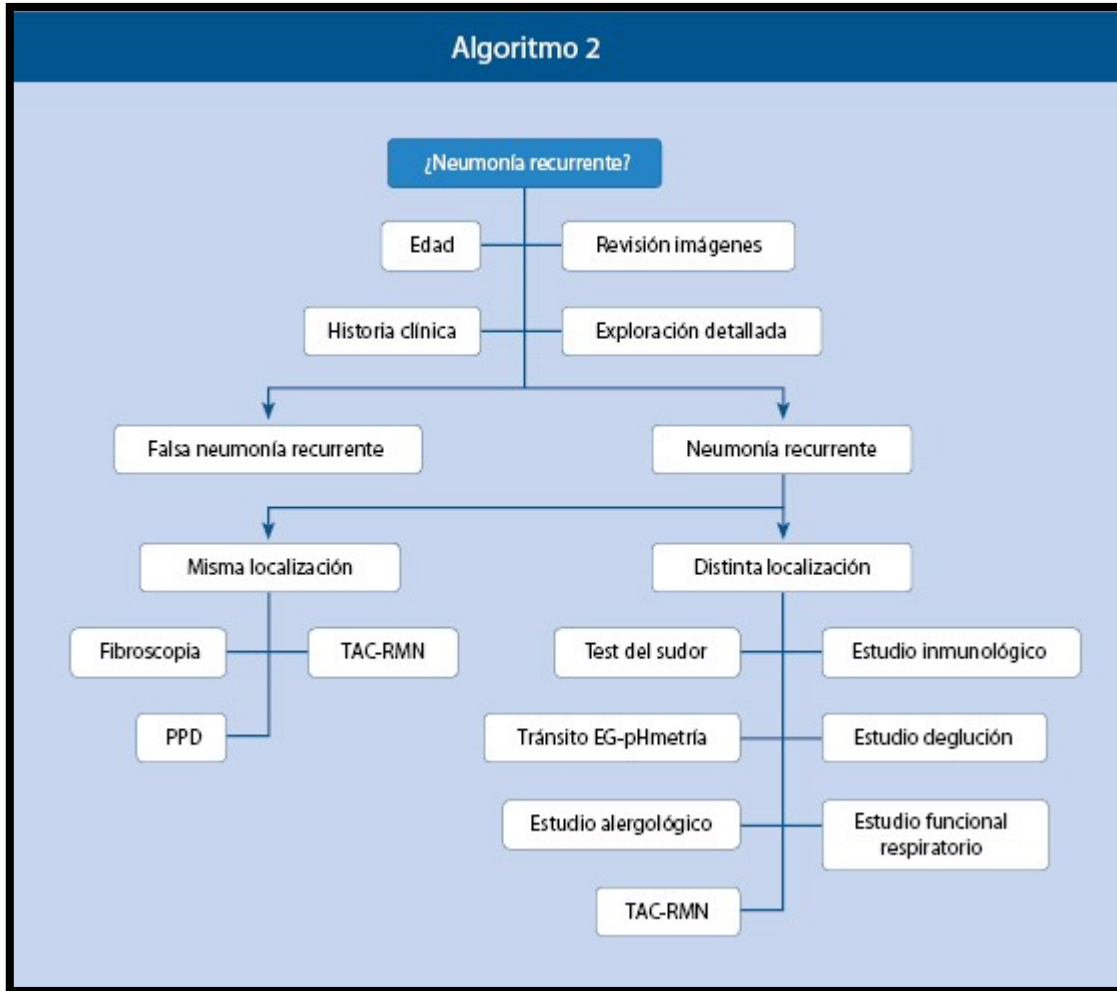 Algoritmo 2
¿Neumonía recurrente?
Edad
Revisión imágenes
Historia clínica
Exploración detallada
Falsa neumonía recurrente
Neumonía recurrente
Misma localización
Distinta localización
Fibroscopia
TAC-RMN
Test del sudor
Estudio inmunológico
PPD
Tránsito EG-pHmetría
Estudio deglución
Estudio alergológico
Estudio funcional
respiratorio
TAC-RMN